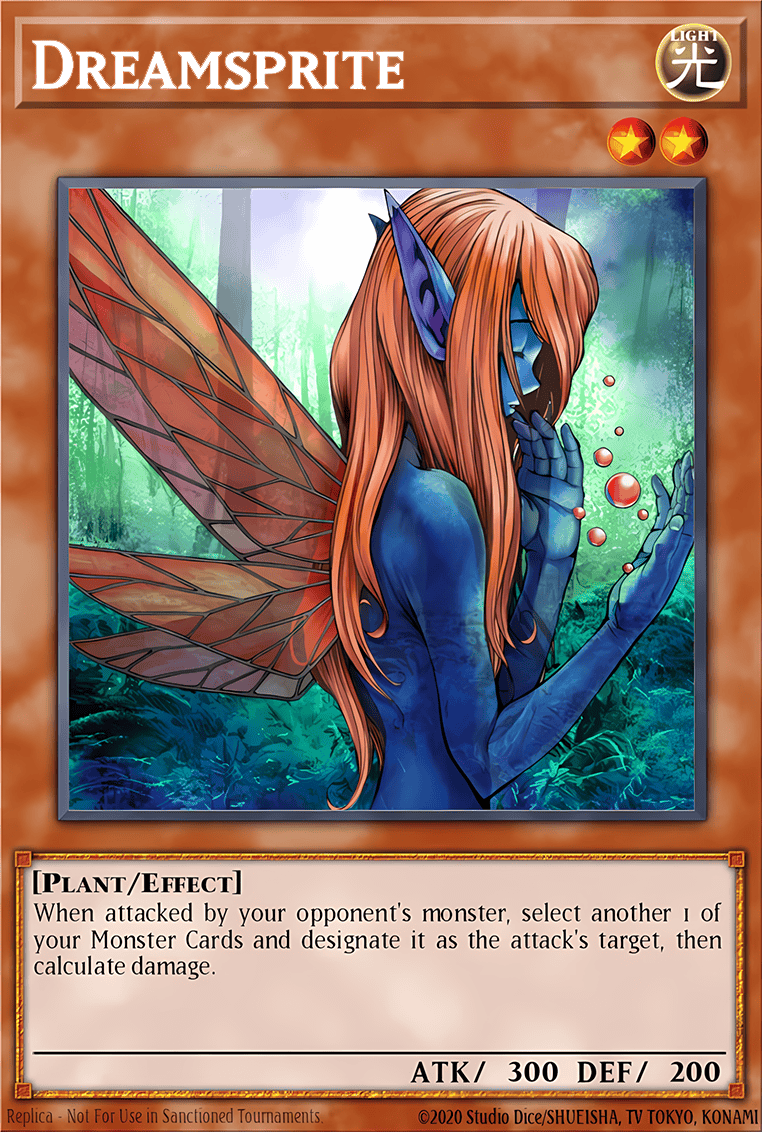 Dreamsprite
LIGHT
光
[Plant/Effect]
When attacked by your opponent's monster, select another 1 of
your Monster Cards and designate it as the attack's target, then
calculate damage.
ATK/ 300 DEF/ 200
Replica - Not For Use in Sanctioned Tournaments.
©2020 Studio Dice/SHUEISHA, TV TOKYO, KONAMI